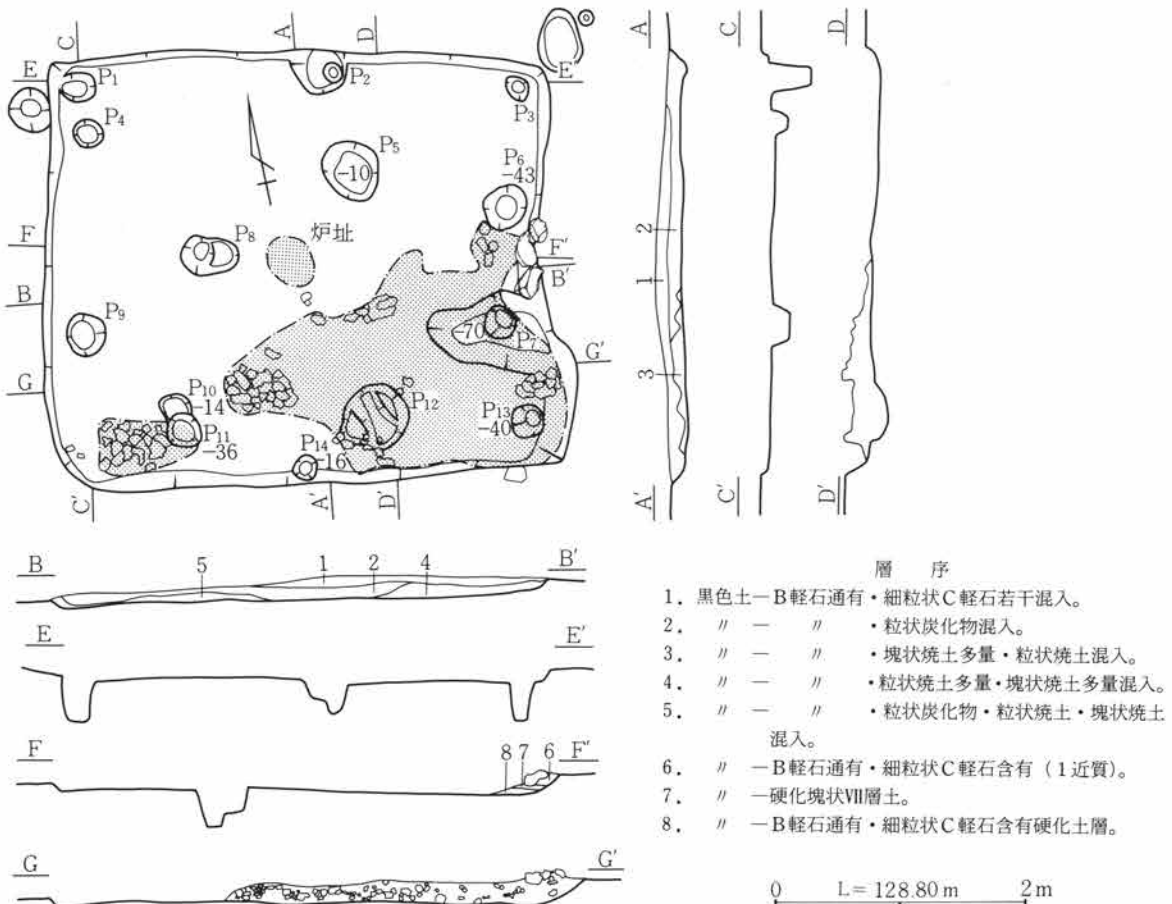 C A D
E E'
P1 P2 P3
P4
P5 -10
P6 -43
炉址
F P8 F'
B B'
P9 -70 P7 G'
G
P10 -14 P12
P11 -36 P13 -40
P14 -16
C' A' D'
A C D
2
1
3
A' C' D'
B 5 1 2 4 B'
E E'
F 8 7 6 F'
G G'
層 序
1. 黒色土―B軽石通有・細粒状C軽石若干混入。
2. 〃 ― 〃 ・粒状炭化物混入。
3. 〃 ― 〃 ・塊状焼土多量・粒状焼土混入。
4. 〃 ― 〃 ・粒状焼土多量・塊状焼土多量混入。
5. 〃 ― 〃 ・粒状炭化物・粒状焼土・塊状焼土
混入。
6. 〃 ―B軽石通有・細粒状C軽石含有(1近質)。
7. 〃 ―硬化塊状VII層土。
8. 〃 ―B軽石通有・細粒状C軽石含有硬化土層。
0 L=128.80m 2m